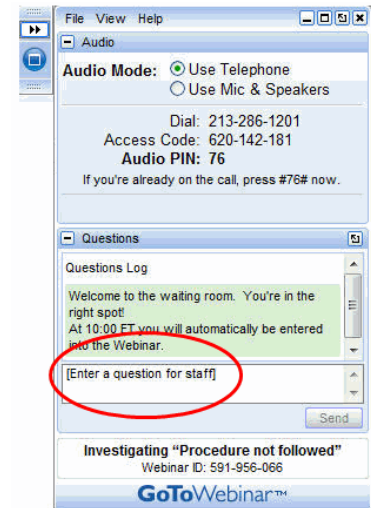 File View Help
Audio
Audio Mode: Use Telephone
Use Mic & Speakers
Dial: 213-286-1201
Access Code: 620-142-181
Audio PIN: 76
If you're already on the call, press #76# now.
Questions
Questions Log
Welcome to the waiting room. You're in the
right spot!
At 10:00 ET you will automatically be entered
into the Webinar.
[Enter a question for staff]
Send
Investigating “Procedure not followed”
Webinar ID: 591-956-066
GoToWebinar™